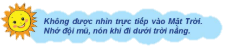 Không được nhìn trực tiếp vào Mặt Trời.
Nhớ đội mũ, nón khi đi dưới trời nắng.